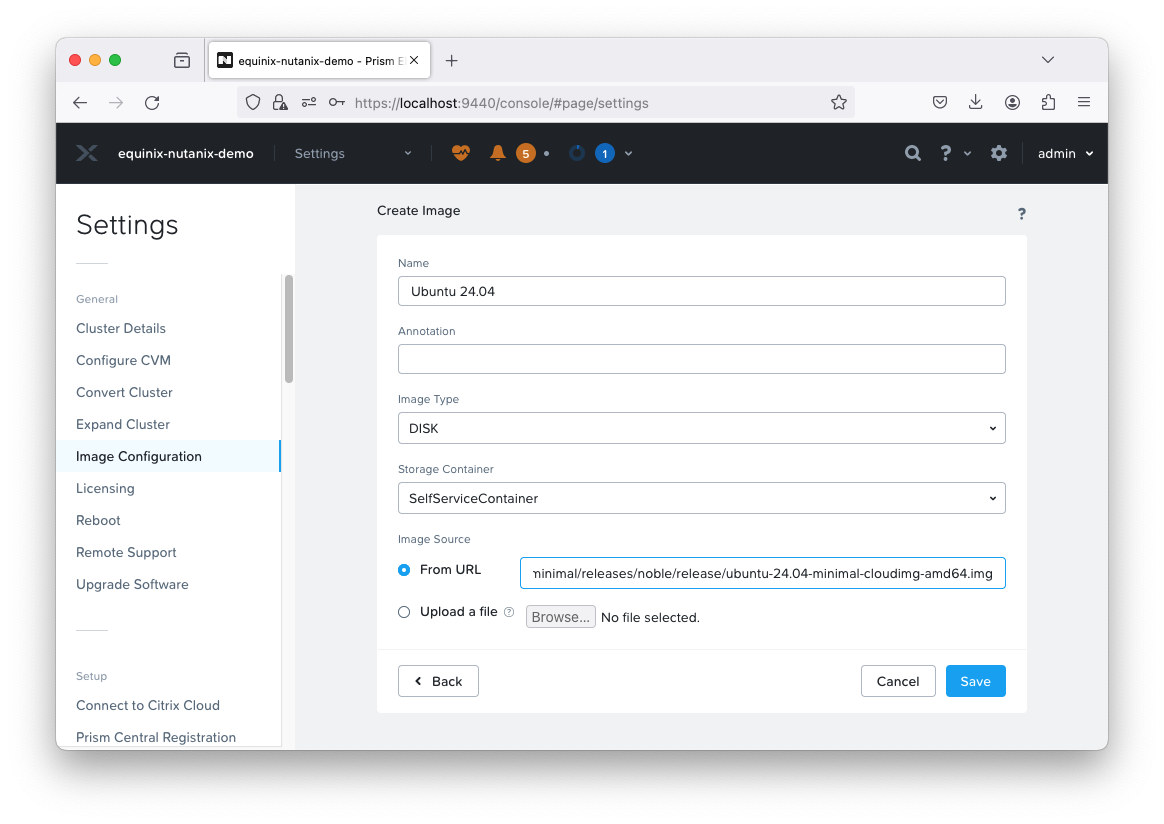 equinix-nutanix-demo - Prism E
https://localhost:9440/console/#page/settings
equinix-nutanix-demo
Settings
5
1
?
admin
Settings
General
Cluster Details
Configure CVM
Convert Cluster
Expand Cluster
Image Configuration
Licensing
Reboot
Remote Support
Upgrade Software
Setup
Connect to Citrix Cloud
Prism Central Registration
Create Image
?
Name
Ubuntu 24.04
Annotation
Image Type
DISK
Storage Container
SelfServiceContainer
Image Source
From URL
minimal/releases/noble/release/ubuntu-24.04-minimal-cloudimg-amd64.img
Upload a file ?
Browse... No file selected.
Back
Cancel
Save